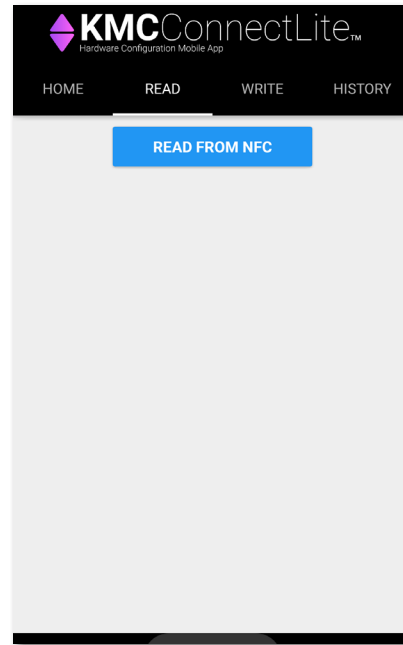 KMCConnectLite™
Hardware Configuration Mobile App
HOME READ WRITE HISTORY
READ FROM NFC